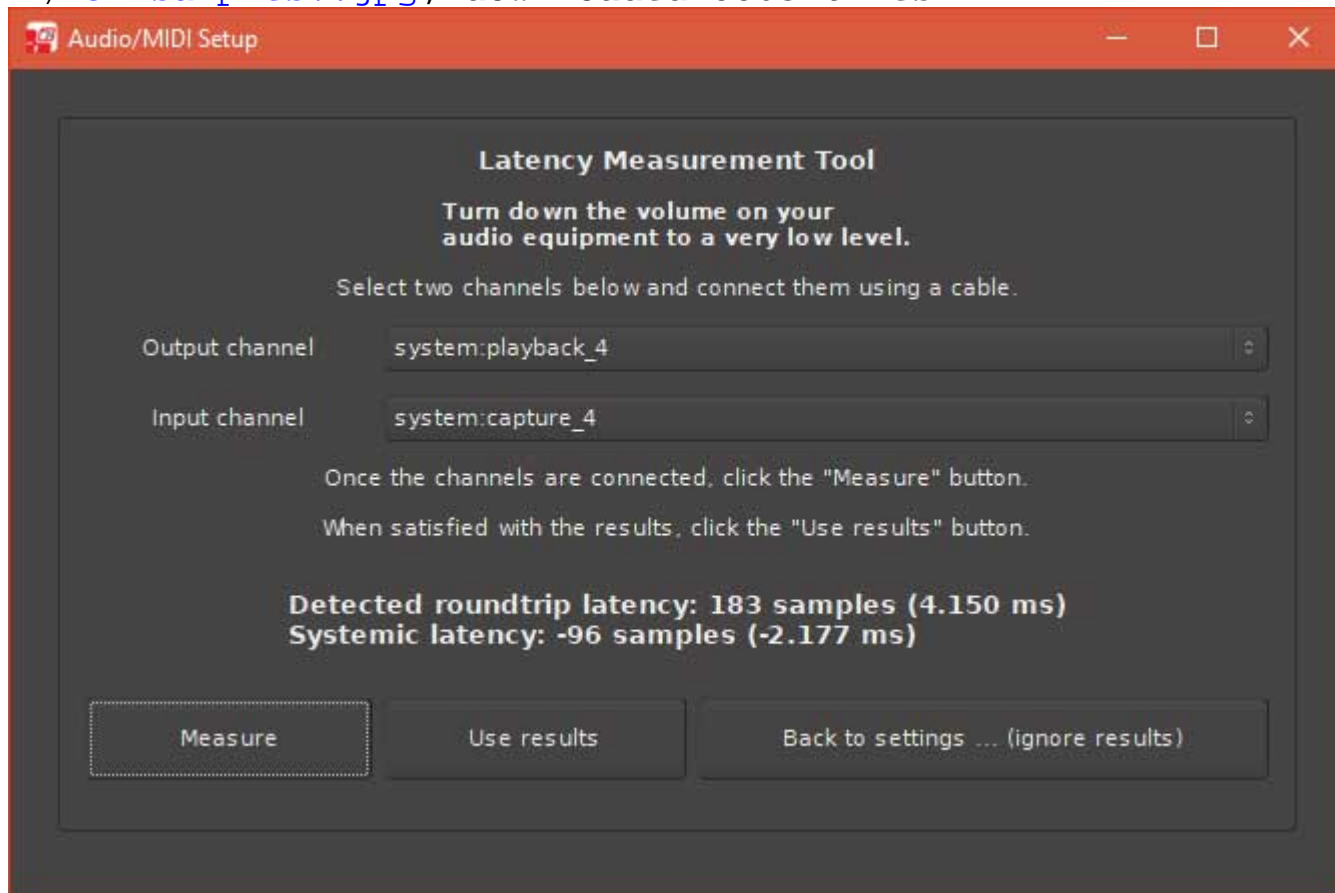 Audio/MIDI Setup
Latency Measurement Tool
Turn down the volume on your
audio equipment to a very low level.
Select two channels below and connect them using a cable.
Output channel system:playback_4
Input channel system:capture_4
Once the channels are connected, click the "Measure" button.
When satisfied with the results, click the "Use results" button.
Detected roundtrip latency: 183 samples (4.150 ms)
Systemic latency: -96 samples (-2.177 ms)
Measure Use results Back to settings ... (ignore results)